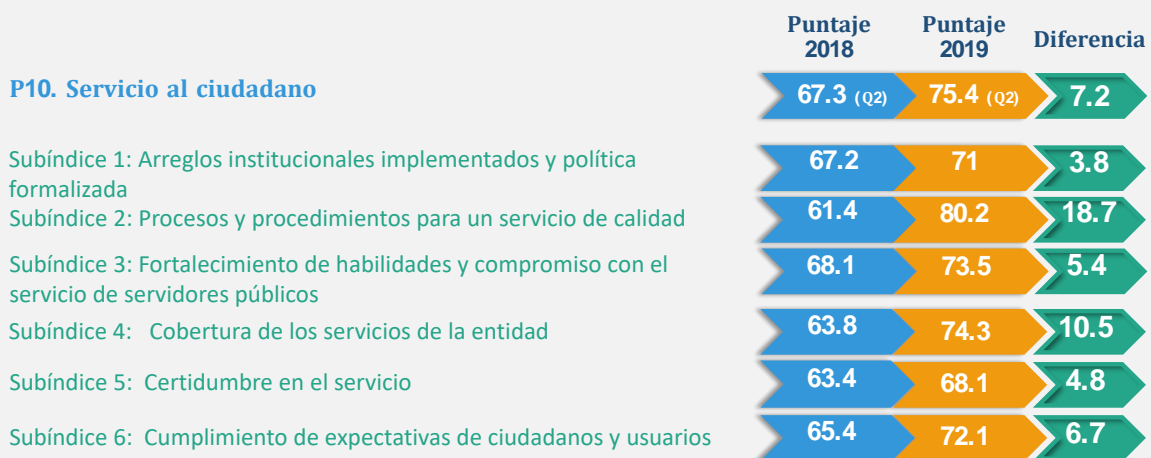 Puntaje 2018 Puntaje 2019 Diferencia
P10. Servicio al ciudadano 67.3 (Q2) 75.4 (Q2) 7.2
Subíndice 1: Arreglos institucionales implementados y política
formalizada 67.2 71 3.8
Subíndice 2: Procesos y procedimientos para un servicio de calidad 61.4 80.2 18.7
Subíndice 3: Fortalecimiento de habilidades y compromiso con el
servicio de servidores públicos 68.1 73.5 5.4
Subíndice 4: Cobertura de los servicios de la entidad 63.8 74.3 10.5
Subíndice 5: Certidumbre en el servicio 63.4 68.1 4.8
Subíndice 6: Cumplimiento de expectativas de ciudadanos y usuarios 65.4 72.1 6.7